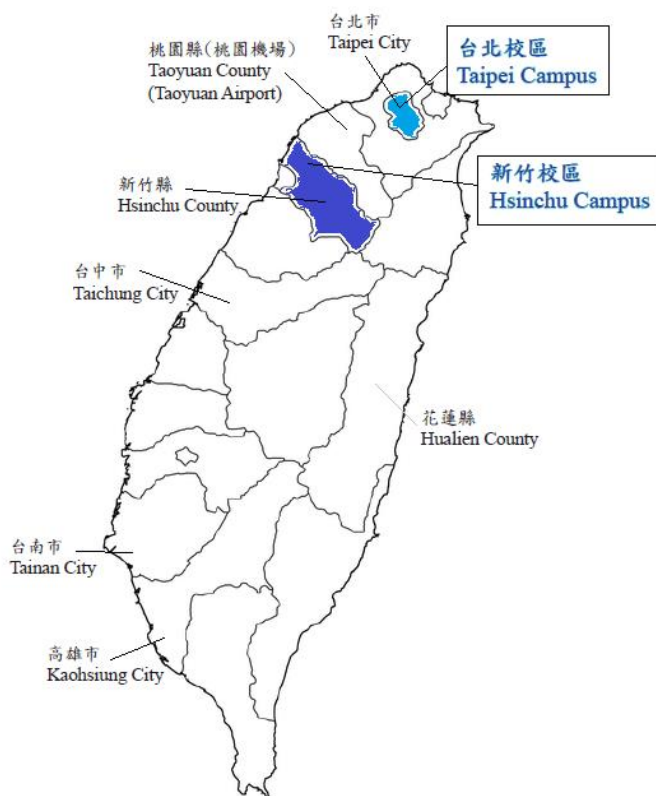 台北市
Taipei City
桃園縣(桃園機場)
Taoyuan County
(Taoyuan Airport)
台北校區
Taipei Campus
新竹校區
Hsinchu Campus
新竹縣
Hsinchu County
台中市
Taichung City
花蓮縣
Hualien County
台南市
Tainan City
高雄市
Kaohsiung City